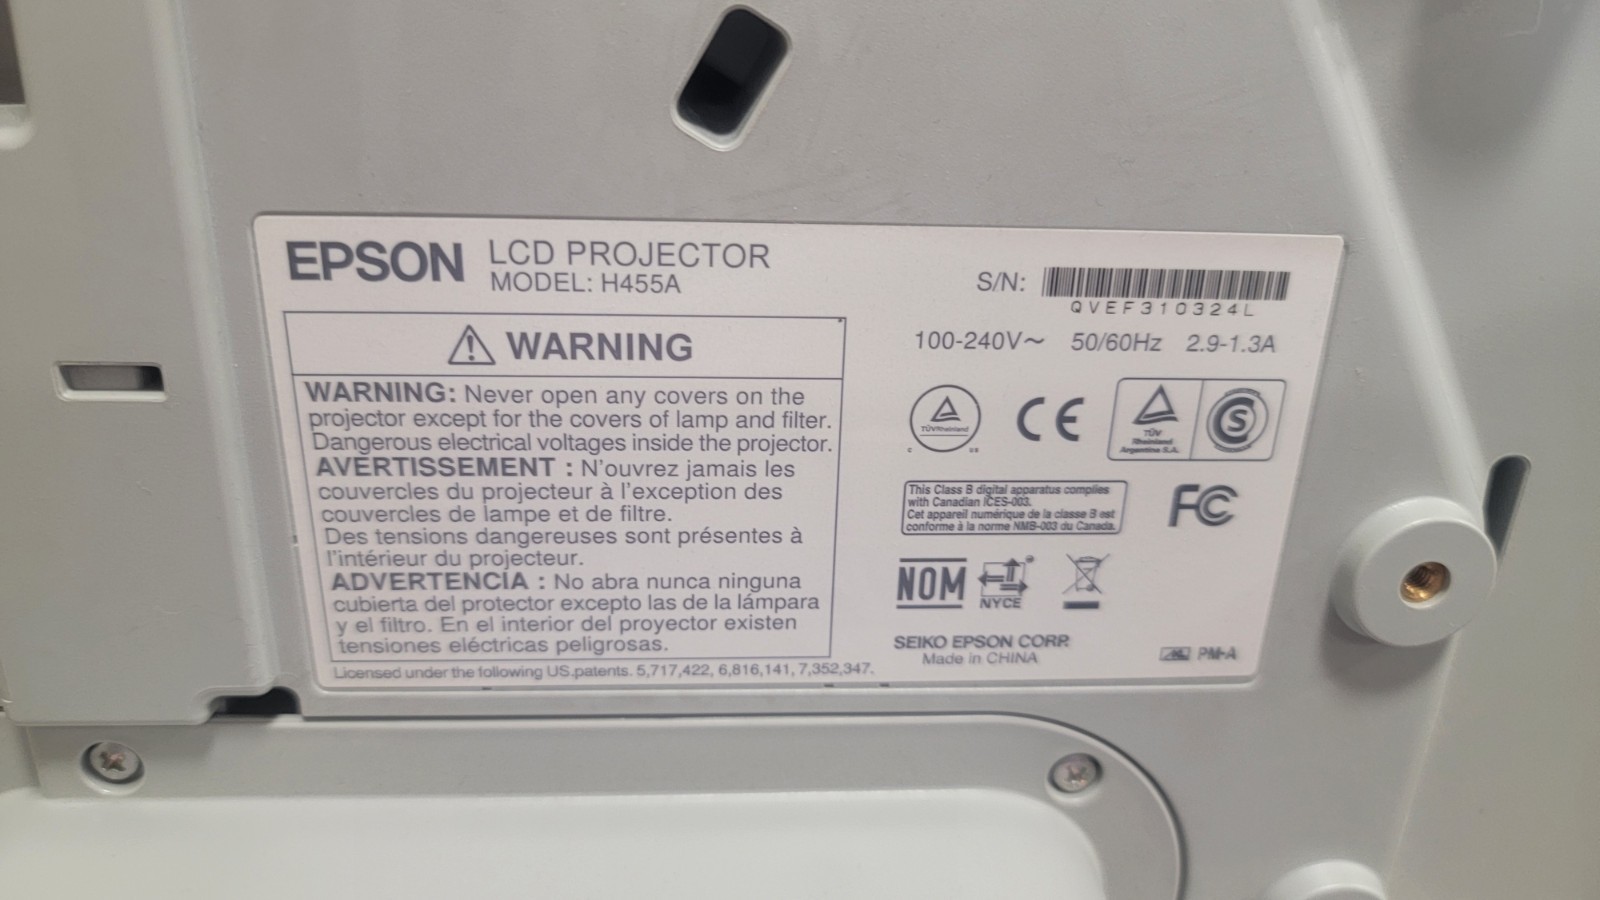 EPSON LCD PROJECTOR
MODEL: H455A
S/N:
QVEF310324L
100-240V~ 50/60Hz 2.9-1.3A
WARNING
WARNING: Never open any covers on the
projector except for the covers of lamp and filter.
Dangerous electrical voltages inside the projector.
AVERTISSEMENT : N'ouvrez jamais les
couvercles du projecteur à l'exception des
couvercles de lampe et de filtre.
Des tensions dangereuses sont présentes à
l'intérieur du projecteur.
ADVERTENCIA : No abra nunca ninguna
cubierta del protector excepto las de la lámpara
y el filtro. En el interior del proyector existen
tensiones eléctricas peligrosas.
Licensed under the following US.patents. 5,717,422, 6,816,141, 7,352,347.
TÜVRheinland
C US
CE
TÜV
Rheinland
Argentina S.A.
S
This Class B digital apparatus complies
with Canadian ICES-003.
Cet appareil numérique de la classe B est
conforme à la norme NMB-003 du Canada.
FC
NOM
NYCE
SEIKO EPSON CORP.
Made in CHINA
PM-A